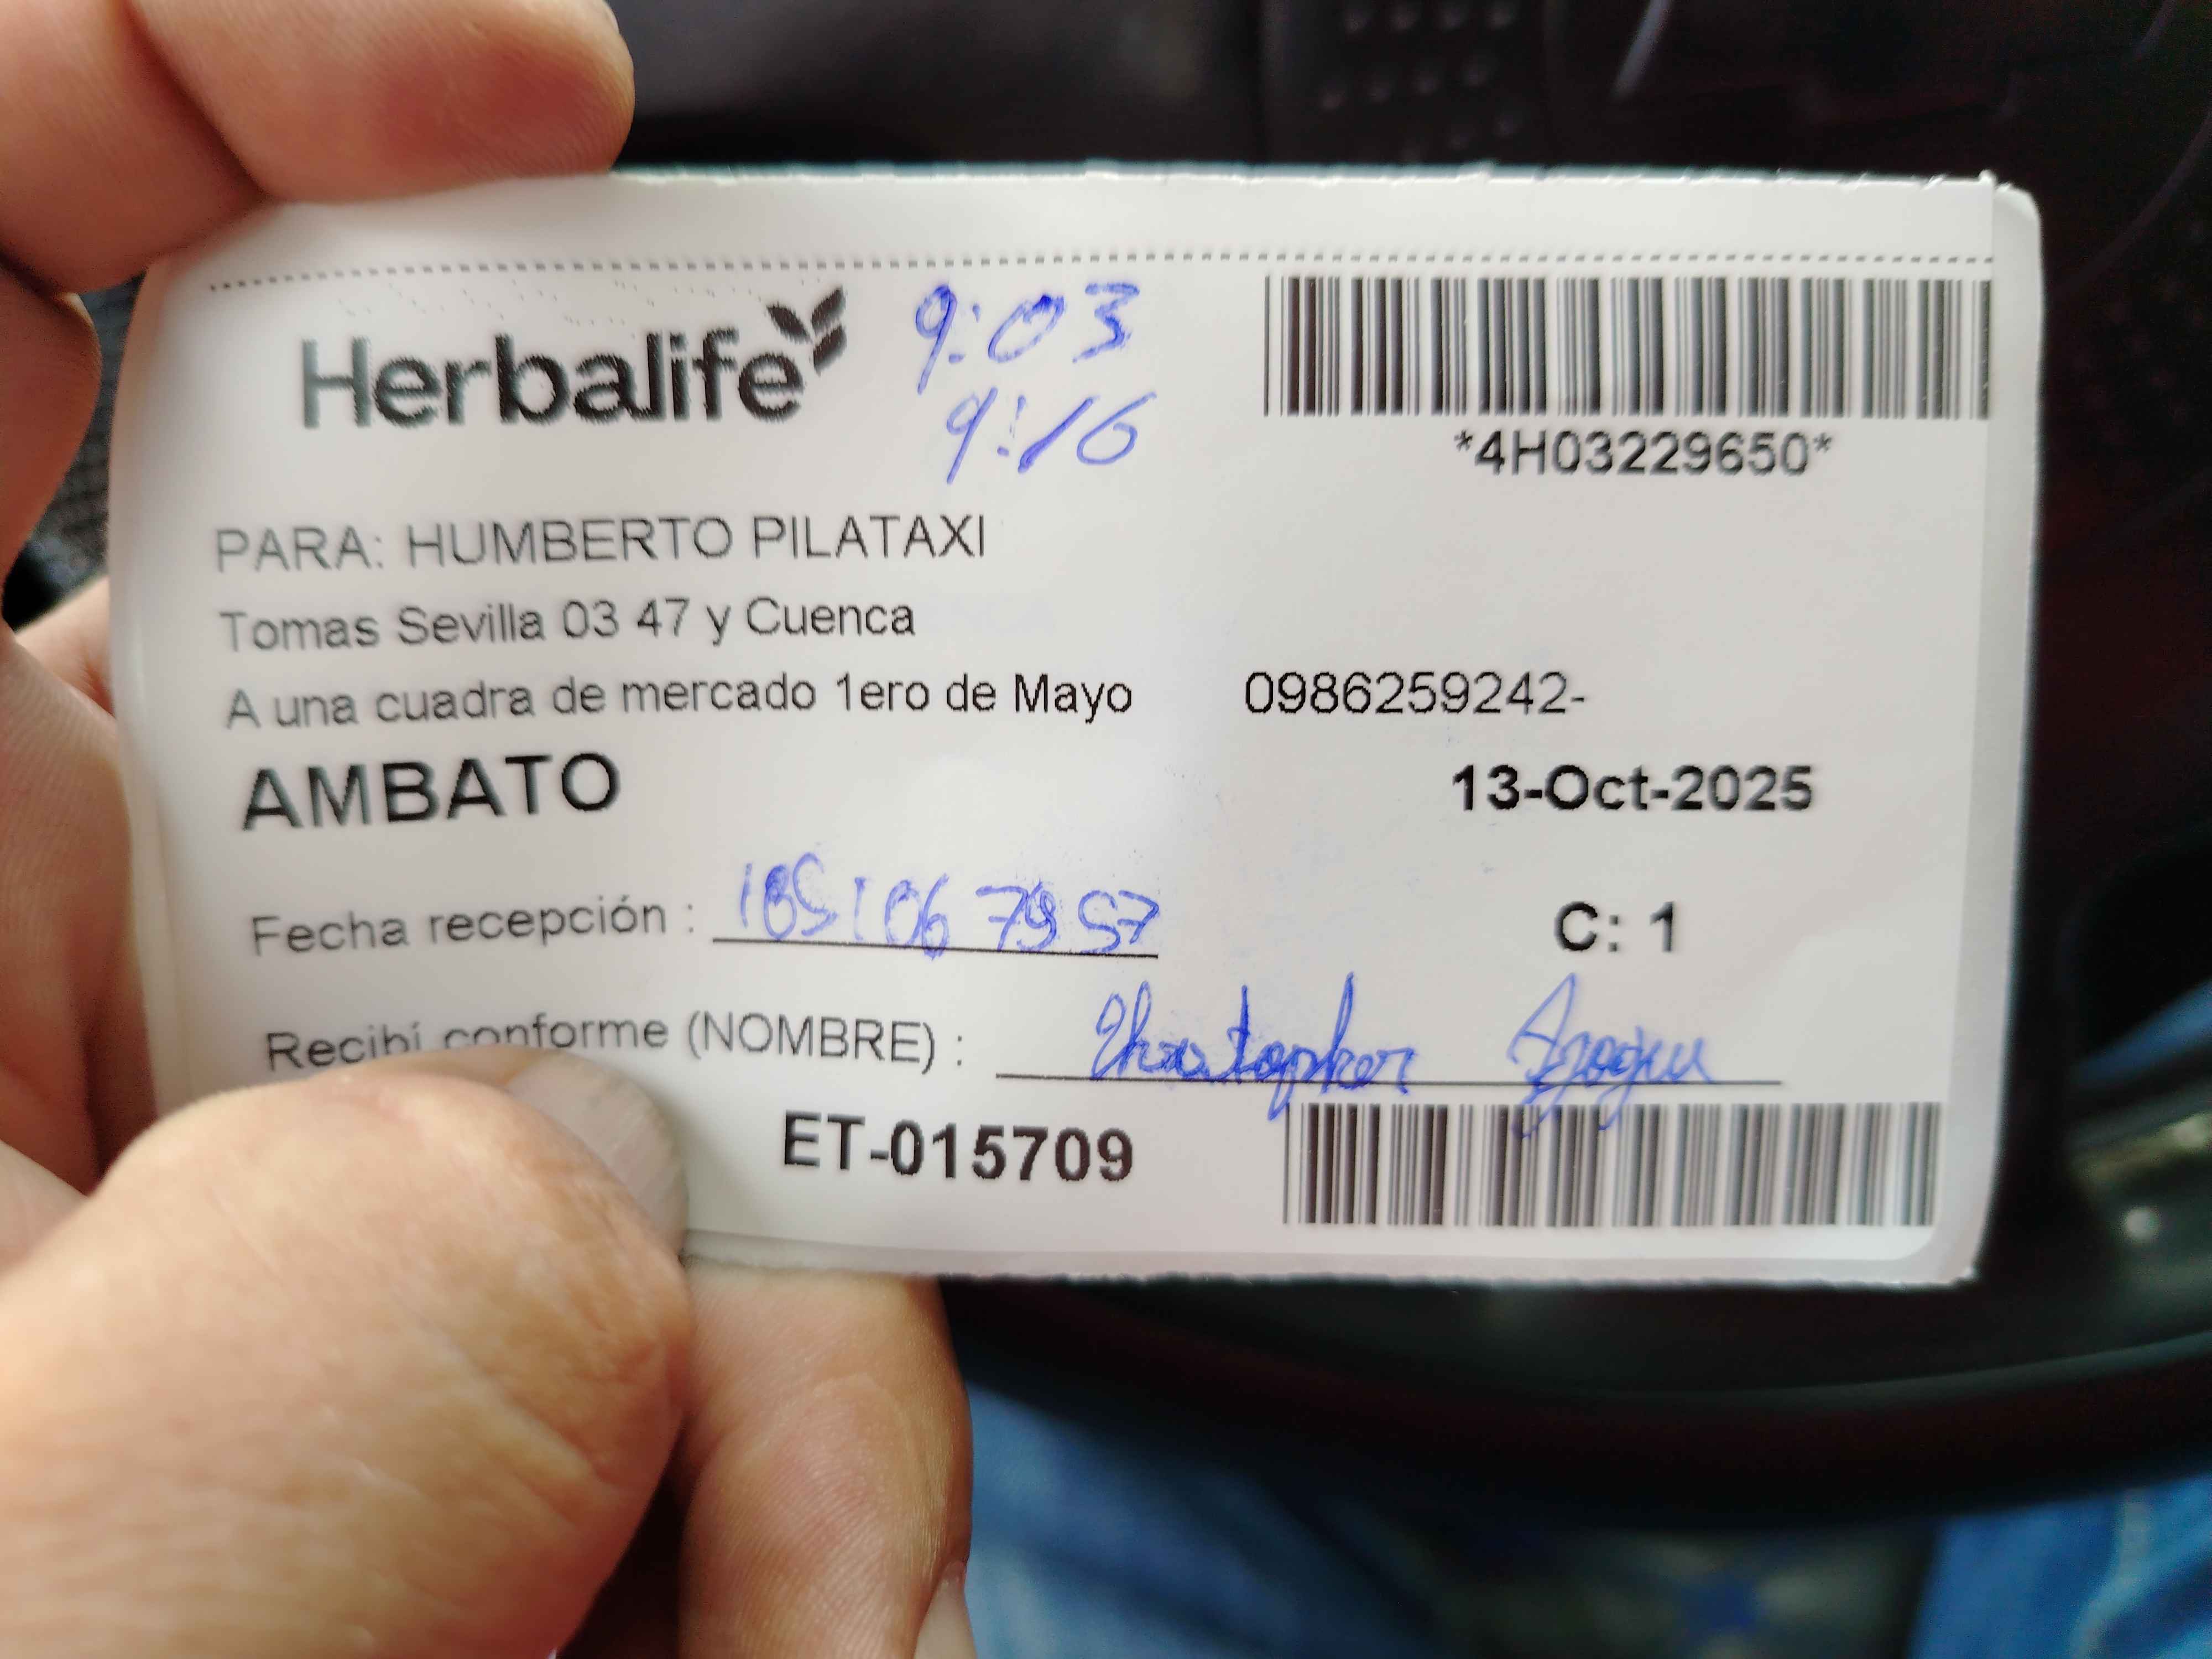 Herbalife
9:03
9:16
*4H03229650*
PARA: HUMBERTO PILATAXI
Tomas Sevilla 03 47 y Cuenca
A una cuadra de mercado 1ero de Mayo 0986259242-
AMBATO
13-Oct-2025
Fecha recepción :
C: 1
Recibí conforme (NOMBRE) :
ET-015709